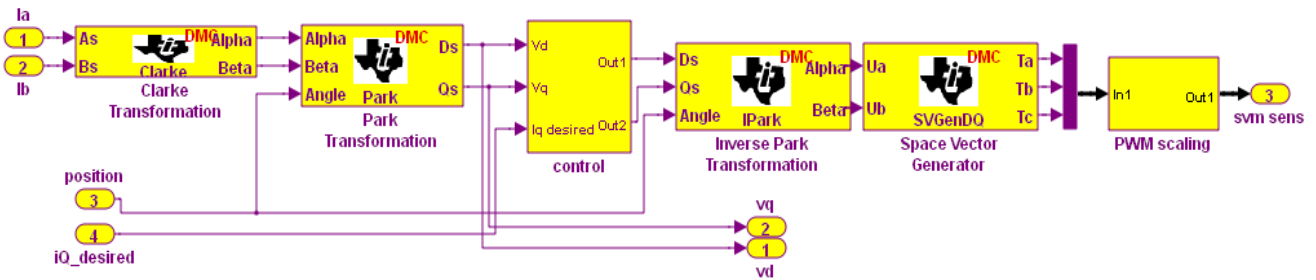 Ia
1
2
Ib
As
Bs
DMC
Alpha
Beta
Clarke
Clarke
Transformation
Alpha
Beta
Angle
DMC
Ds
Qs
Park
Park
Transformation
Vd
Vq
Iq desired
Out1
Out2
control
Ds
Qs
Angle
DMC
Alpha
Beta
IPark
Inverse Park
Transformation
Ua
Ub
DMC
Ta
Tb
Tc
SVGenDQ
Space Vector
Generator
In1
Out1
PWM scaling
3
svm sens
position
3
4
iQ_desired
vq
2
1
vd